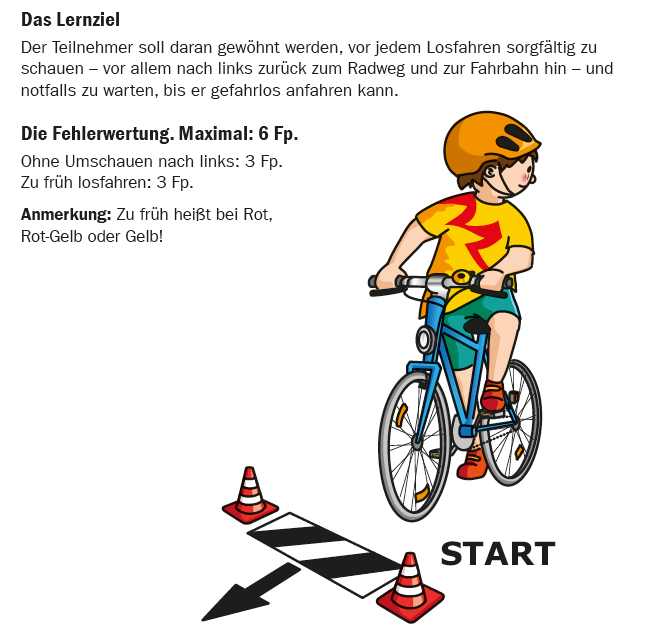 Das Lernziel
Der Teilnehmer soll daran gewöhnt werden, vor jedem Losfahren sorgfältig zu
schauen – vor allem nach links zurück zum Radweg und zur Fahrbahn hin – und
notfalls zu warten, bis er gefahrlos anfahren kann.
Die Fehlerwertung. Maximal: 6 Fp.
Ohne Umschauen nach links: 3 Fp.
Zu früh losfahren: 3 Fp.
Anmerkung: Zu früh heißt bei Rot,
Rot-Gelb oder Gelb!
START